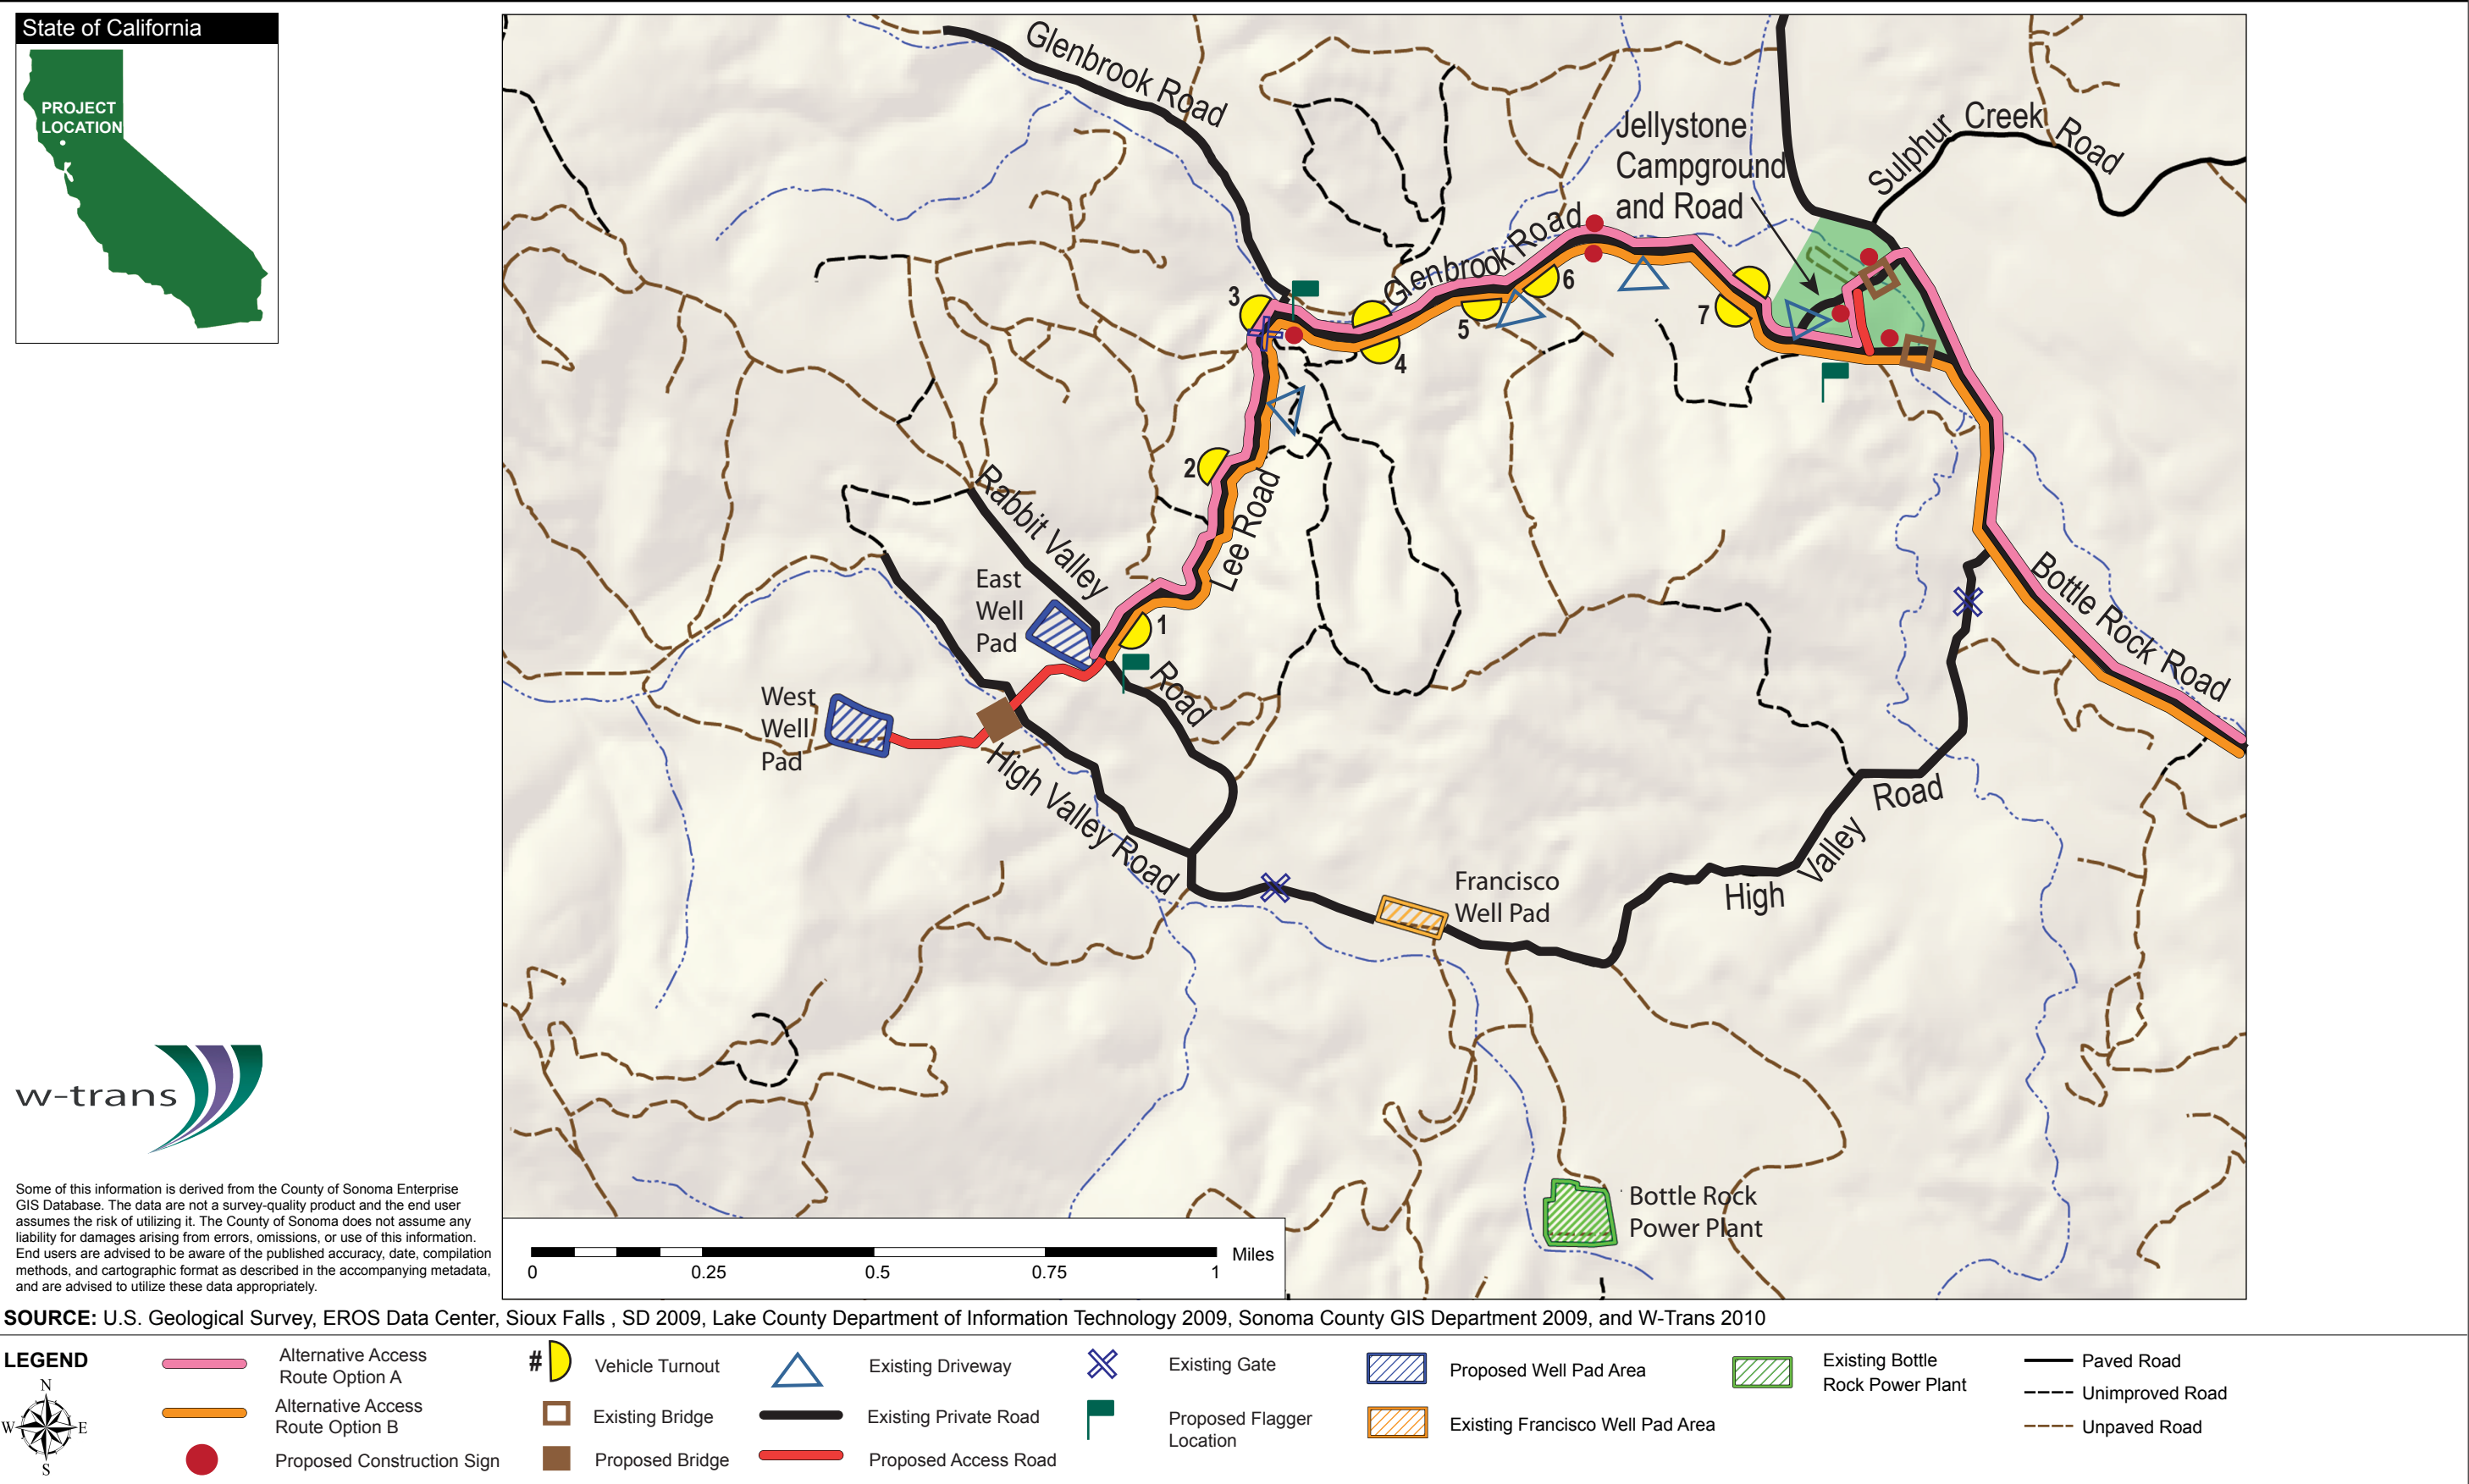 State of California
PROJECT
LOCATION
Glenbrook Road
Jellystone
Campground
and Road
Sulphur Creek Road
Glenbrook Road
3
6
5
4
7
2
Rabbit Valley
Road
Lee Road
East
Well
Pad
1
West
Well
Pad
Bottle Rock Road
High Valley Road
High Valley Road
Francisco
Well Pad
Bottle Rock
Power Plant
w-trans
Some of this information is derived from the County of Sonoma Enterprise
GIS Database. The data are not a survey-quality product and the end user
assumes the risk of utilizing it. The County of Sonoma does not assume any
liability for damages arising from errors, omissions, or use of this information.
End users are advised to be aware of the published accuracy, date, compilation
methods, and cartographic format as described in the accompanying metadata,
and are advised to utilize these data appropriately.
Miles
0 0.25 0.5 0.75 1
SOURCE: U.S. Geological Survey, EROS Data Center, Sioux Falls , SD 2009, Lake County Department of Information Technology 2009, Sonoma County GIS Department 2009, and W-Trans 2010
LEGEND
N
W E
S
Alternative Access
Route Option A
Alternative Access
Route Option B
Proposed Construction Sign
#
Vehicle Turnout
Existing Bridge
Proposed Bridge
Existing Driveway
Existing Private Road
Proposed Access Road
Existing Gate
Proposed Flagger
Location
Proposed Well Pad Area
Existing Francisco Well Pad Area
Existing Bottle
Rock Power Plant
Paved Road
Unimproved Road
Unpaved Road